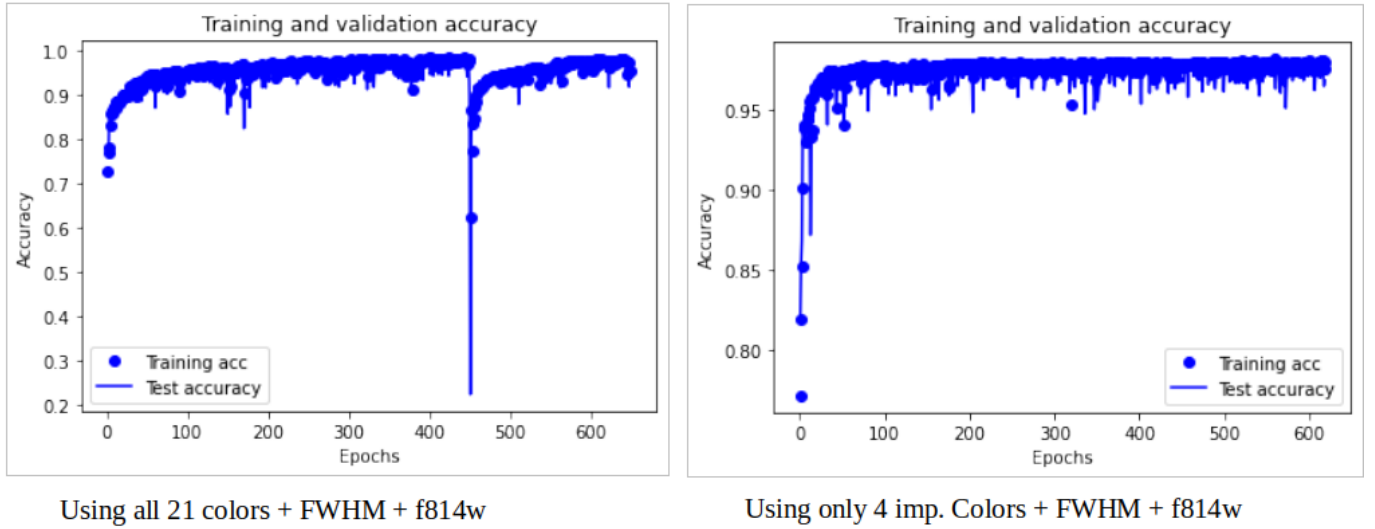 Training and validation accuracy
1.0
0.9
0.8
0.7
0.6
0.5
0.4
0.3
0.2
Accuracy
Training acc
Test accuracy
0 100 200 300 400 500 600
Epochs
Using all 21 colors + FWHM + f814w
Training and validation accuracy
0.95
0.90
0.85
0.80
Accuracy
Training acc
Test accuracy
0 100 200 300 400 500 600
Epochs
Using only 4 imp. Colors + FWHM + f814w